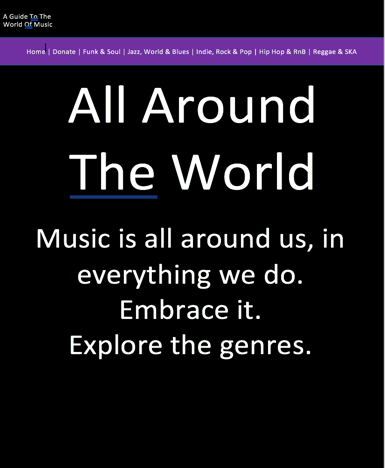 A Guide To The
World Of Music
Home | Donate | Funk & Soul | Jazz, World & Blues | Indie, Rock & Pop | Hip Hop & RnB | Reggae & SKA
All Around
The World
Music is all around us, in
everything we do.
Embrace it.
Explore the genres.